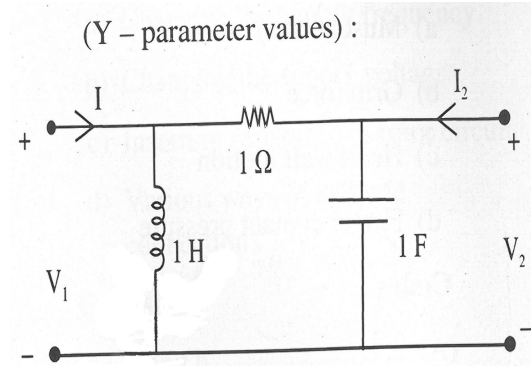 (Y – parameter values) :
I
I₂
+
+
1 Ω
1 H
1 F
V₁
V₂
–
–